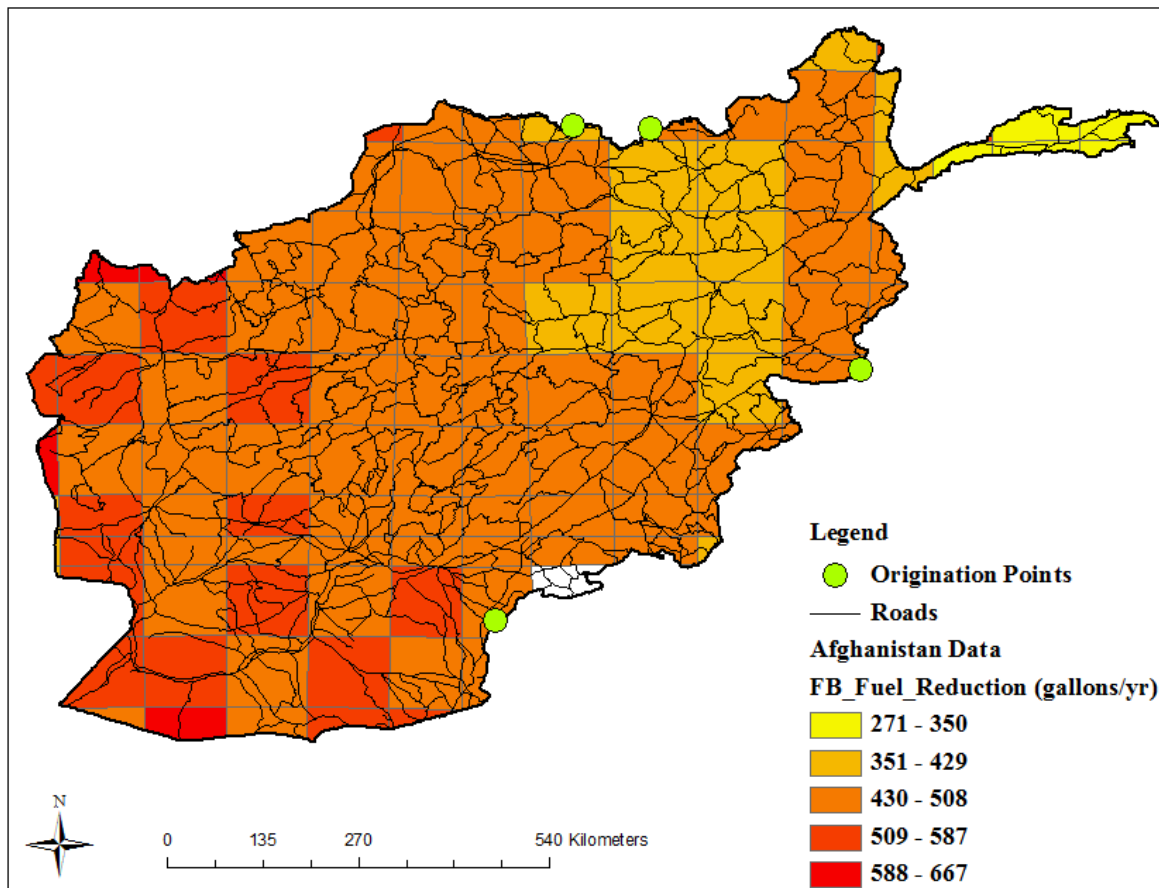 Legend
Origination Points
Roads
Afghanistan Data
FB_Fuel_Reduction (gallons/yr)
271 - 350
351 - 429
430 - 508
509 - 587
588 - 667
N
0 135 270 540 Kilometers